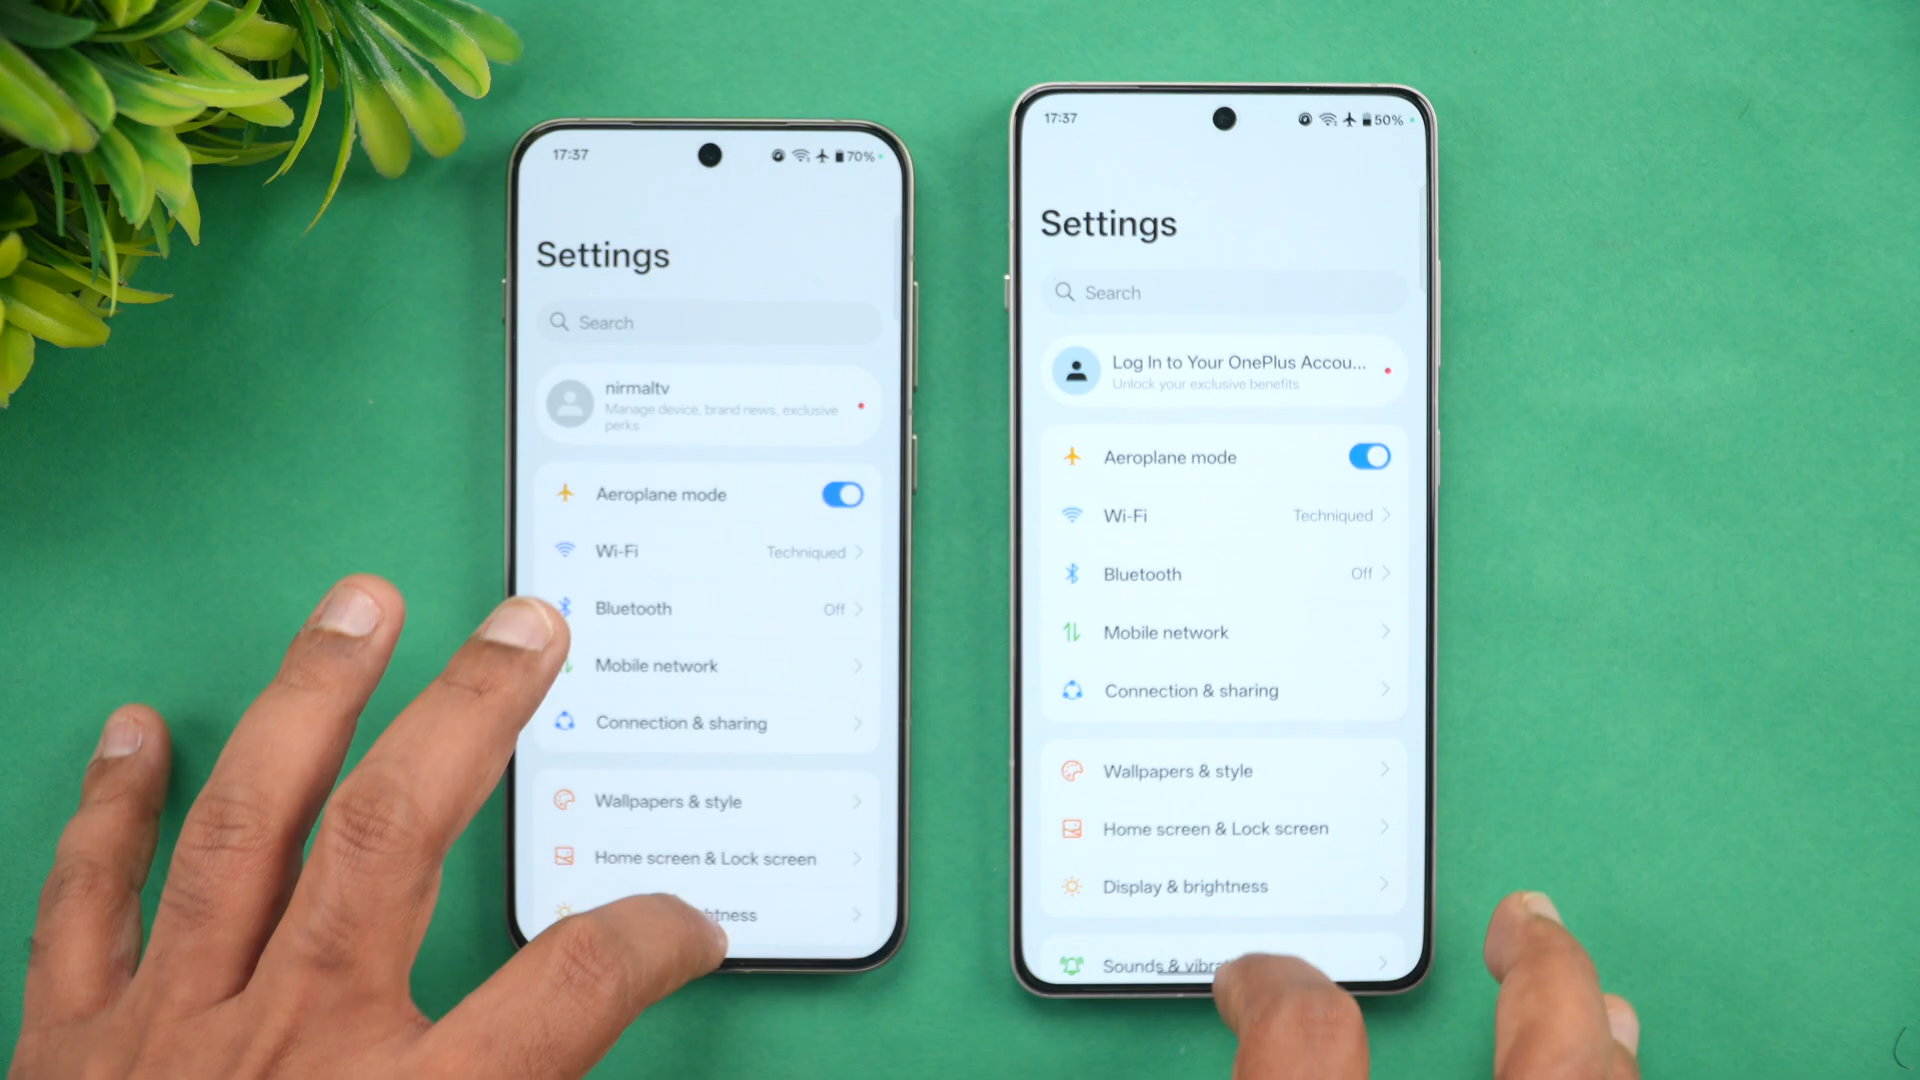 17:37
70%
Settings
Search
nirmaltv
Manage device, brand news, exclusive
perks
Aeroplane mode
Wi-Fi Techniqued
Bluetooth Off
Mobile network
Connection & sharing
Wallpapers & style
Home screen & Lock screen
htness
17:37
50%
Settings
Search
Log In to Your OnePlus Accou...
Unlock your exclusive benefits
Aeroplane mode
Wi-Fi Techniqued
Bluetooth Off
Mobile network
Connection & sharing
Wallpapers & style
Home screen & Lock screen
Display & brightness
Sounds & vibra